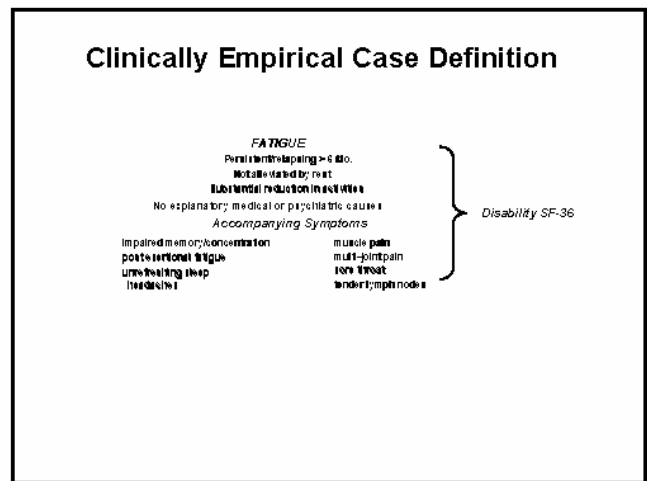 Clinically Empirical Case Definition
FATIGUE
Persistent/relapsing > 6 Mo.
Not alleviated by rest
Substantial reduction in activities
No explanatory medical or psychiatric causes
Accompanying Symptoms
Disability SF-36
impaired memory/concentration
postexertional fatigue
unrefreshing sleep
headaches
muscle pain
multi-joint pain
sore throat
tender lymph nodes